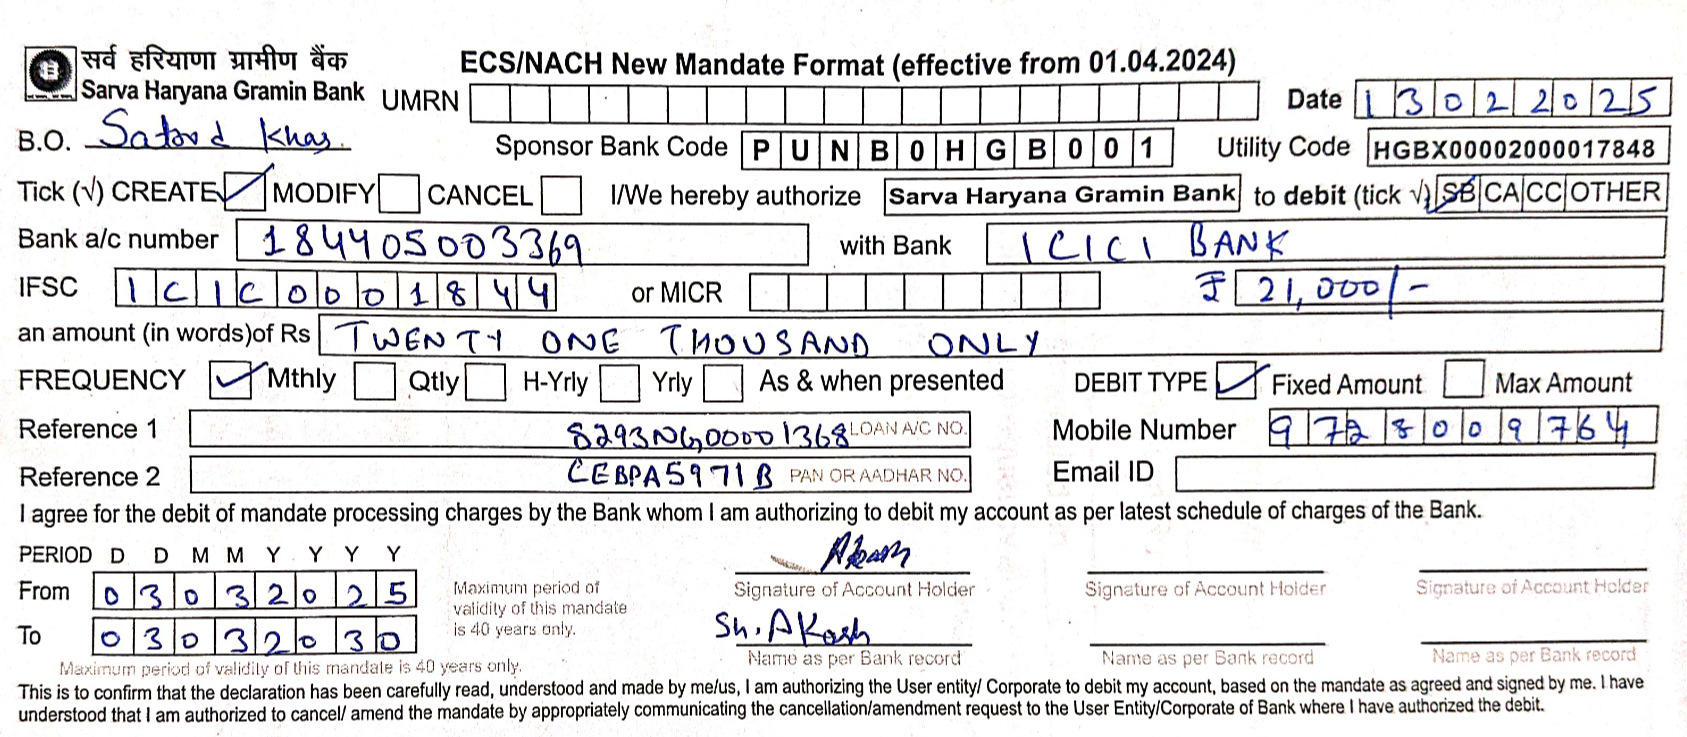 सर्व हरियाणा ग्रामीण बैंक
Sarva Haryana Gramin Bank
ECS/NACH New Mandate Format (effective from 01.04.2024)
UMRN Date 13022025
B.O. Satrod Khas Sponsor Bank Code PUNB0HGB001 Utility Code HGBX00002000017848
Tick (√) CREATE ✓ MODIFY CANCEL I/We hereby authorize Sarva Haryana Gramin Bank to debit (tick √) SB CA CC OTHER
Bank a/c number 184405003369 with Bank ICICI BANK
IFSC ICIC0001844 or MICR ₹ 21,000/-
an amount (in words)of Rs TWENTY ONE THOUSAND ONLY
FREQUENCY ✓ Mthly Qtly H-Yrly Yrly As & when presented DEBIT TYPE ✓ Fixed Amount Max Amount
Reference 1 8293NG00001368 LOAN A/C NO. Mobile Number 9728009764
Reference 2 CEBPA5971B PAN OR AADHAR NO. Email ID
I agree for the debit of mandate processing charges by the Bank whom I am authorizing to debit my account as per latest schedule of charges of the Bank.
PERIOD D D M M Y Y Y Y
From 03032025
To 03032030
Maximum period of validity of this mandate is 40 years only.
Maximum period of
validity of this mandate
is 40 years only.
Akash
Signature of Account Holder Signature of Account Holder Signature of Account Holder
Sh. Akash
Name as per Bank record Name as per Bank record Name as per Bank record
This is to confirm that the declaration has been carefully read, understood and made by me/us, I am authorizing the User entity/ Corporate to debit my account, based on the mandate as agreed and signed by me. I have
understood that I am authorized to cancel/ amend the mandate by appropriately communicating the cancellation/amendment request to the User Entity/Corporate of Bank where I have authorized the debit.